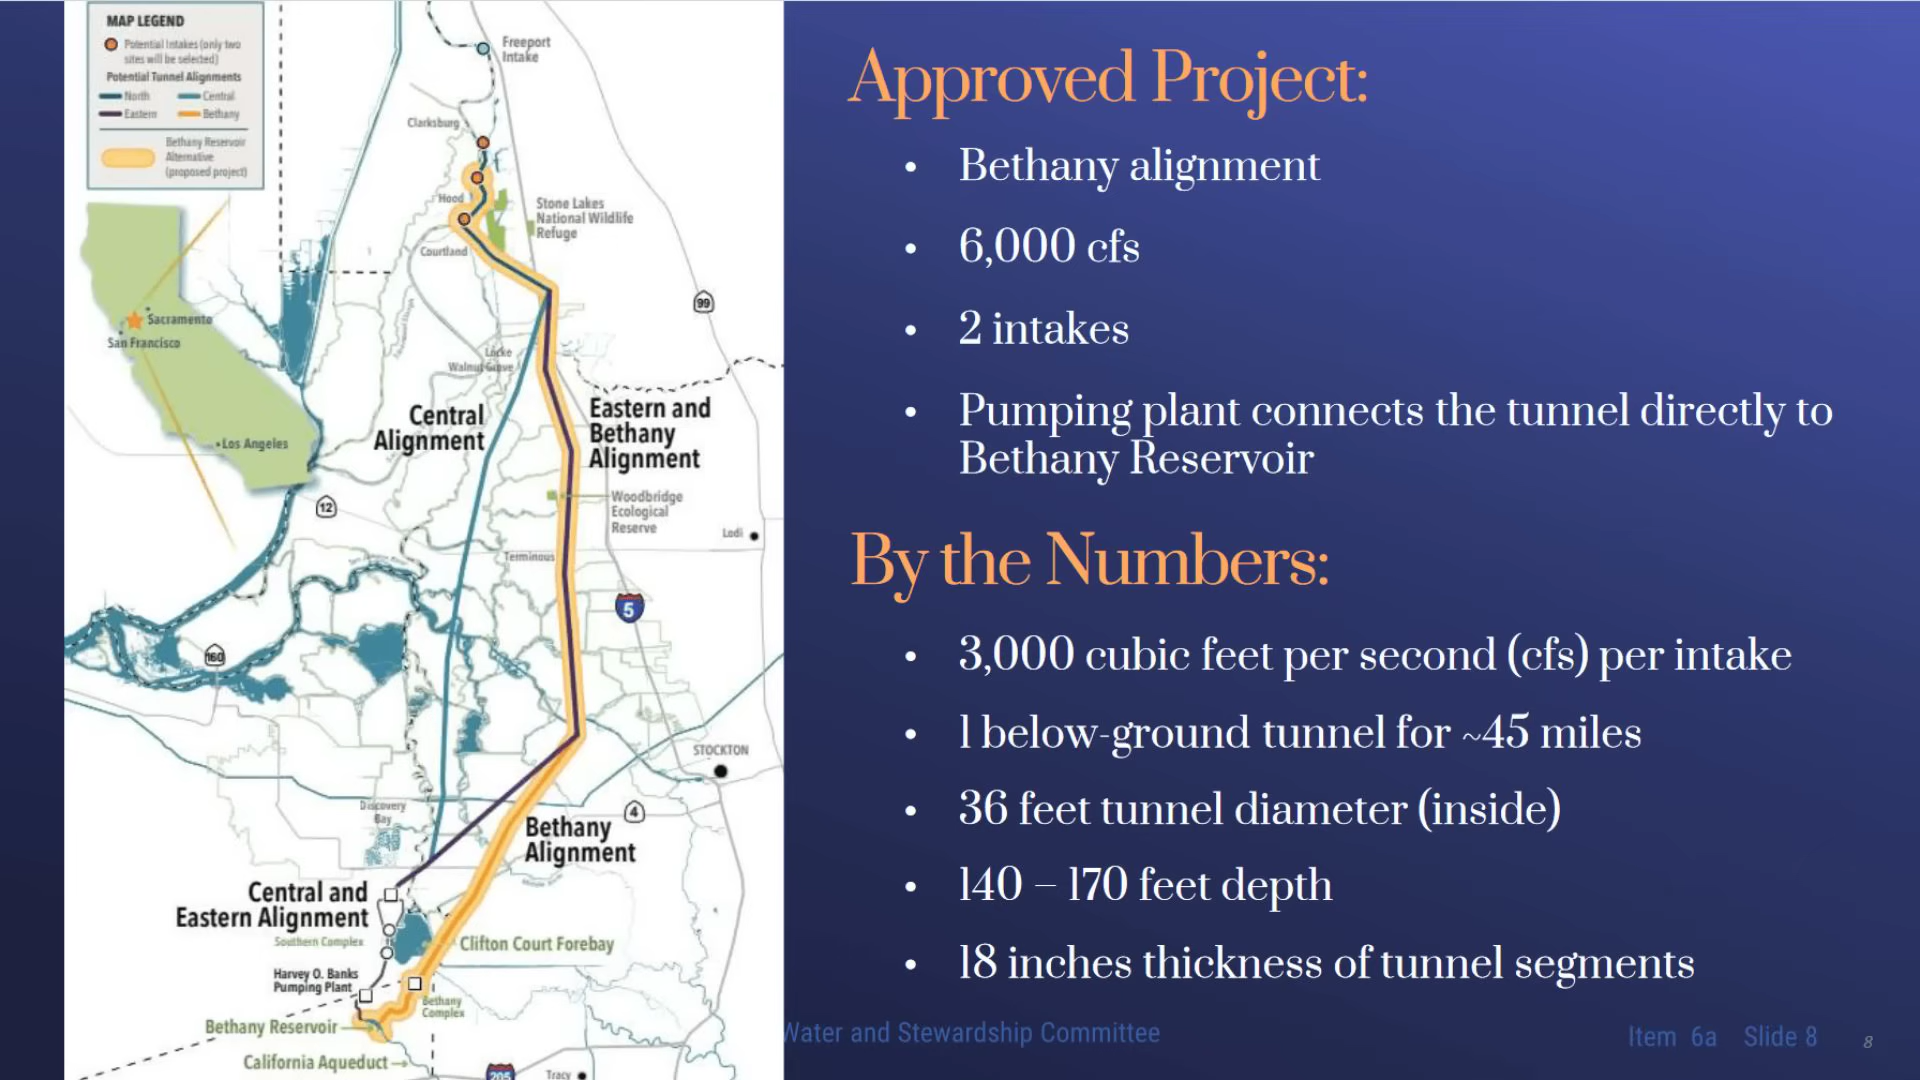 MAP LEGEND
Potential Intakes (only two
sites will be selected)
Potential Tunnel Alignments
North
Central
Eastern
Bethany
Bethany Reservoir
Alternative
(proposed project)
Freeport
Intake
Clarksburg
Hood
Stone Lakes
National Wildlife
Refuge
Courtland
99
Sacramento
San Francisco
Locke
Walnut Grove
Los Angeles
Central
Alignment
Eastern and
Bethany
Alignment
12
Woodbridge
Ecological
Reserve
Lodi
Terminous
5
160
STOCKTON
Discovery
Bay
4
Bethany
Alignment
Central and
Eastern Alignment
Southern Complex
Clifton Court Forebay
Harvey O. Banks
Pumping Plant
Bethany
Complex
Bethany Reservoir
California Aqueduct
205
Tracy
Approved Project:
• Bethany alignment
• 6,000 cfs
• 2 intakes
• Pumping plant connects the tunnel directly to
Bethany Reservoir
By the Numbers:
• 3,000 cubic feet per second (cfs) per intake
• 1 below-ground tunnel for ~45 miles
• 36 feet tunnel diameter (inside)
• 140 – 170 feet depth
• 18 inches thickness of tunnel segments
Water and Stewardship Committee
Item 6a Slide 8
8